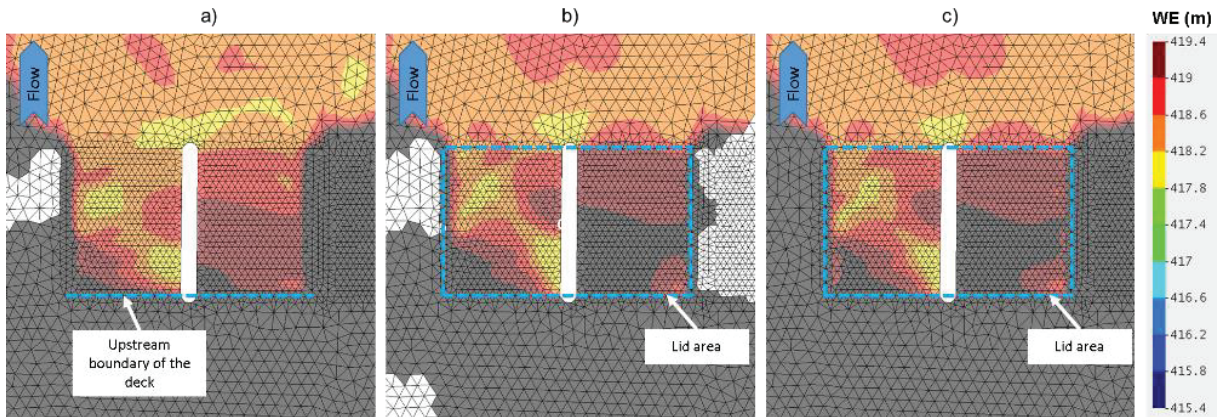 a)
b)
c)
WE (m)
Flow
Flow
Flow
419.4
419
418.6
418.2
417.8
417.4
417
416.6
416.2
415.8
415.4
Upstream
boundary of the
deck
Lid area
Lid area